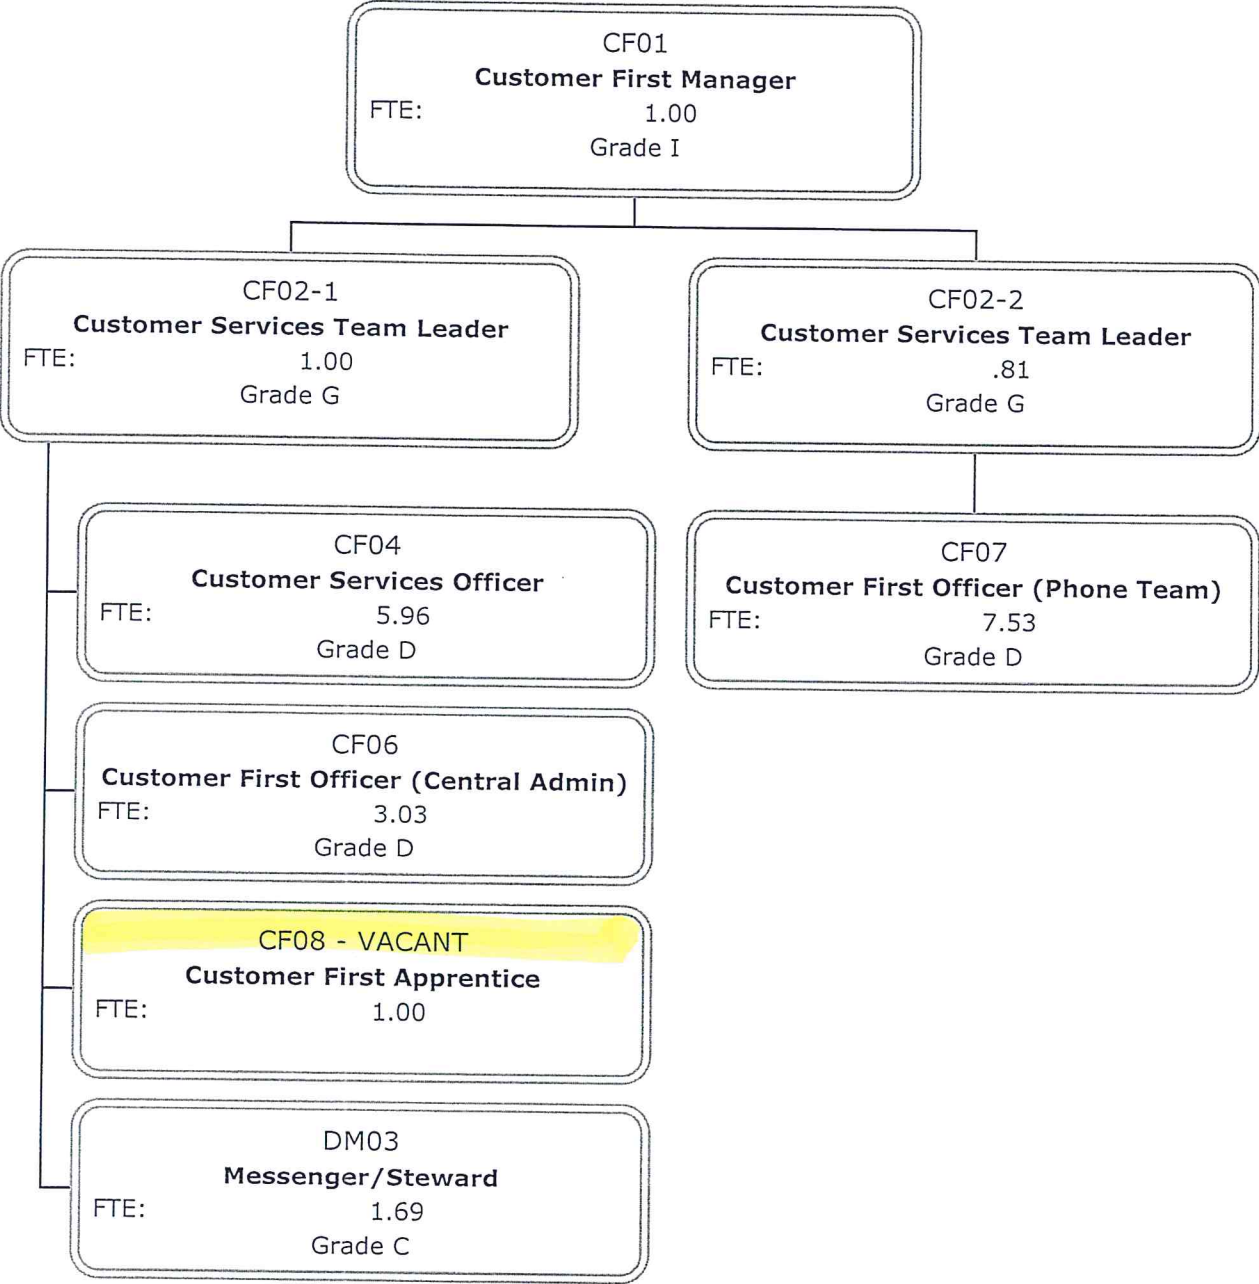 CF01
Customer First Manager
FTE: 1.00
Grade I
CF02-1
Customer Services Team Leader
FTE: 1.00
Grade G
CF02-2
Customer Services Team Leader
FTE: .81
Grade G
CF04
Customer Services Officer
FTE: 5.96
Grade D
CF07
Customer First Officer (Phone Team)
FTE: 7.53
Grade D
CF06
Customer First Officer (Central Admin)
FTE: 3.03
Grade D
CF08 - VACANT
Customer First Apprentice
FTE: 1.00
DM03
Messenger/Steward
FTE: 1.69
Grade C